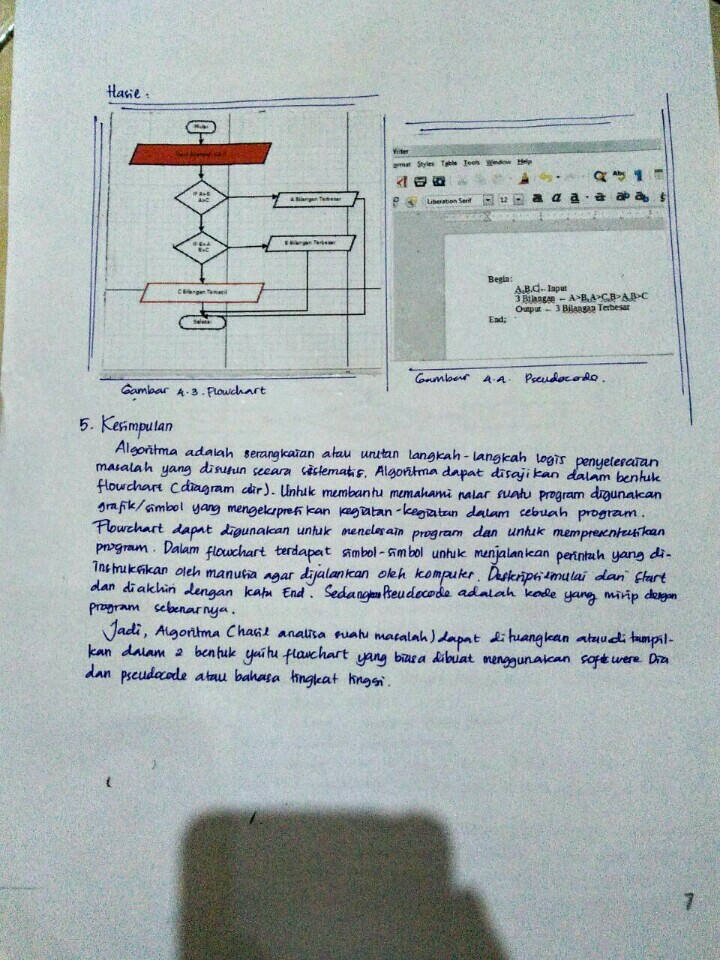 Hasil :
Mulai
IF A>B
A>C
A Bilangan Terbesar
IF B>A
B>C
B Bilangan Terbesar
C Bilangan Terkecil
Selesai
Gambar 4.3. Flowchart
Writer
ormat Styles Table Tools Window Help
Liberation Serif 12
Begin:
A,B,C← Input
3 Bilangan ← A>B,A>C,B>A,B>C
Output ← 3 Bilangan Terbesar
End;
Gambar 4.4. Pseudocode.
5. Kesimpulan
Algoritma adalah serangkaian atau urutan langkah-langkah logis penyelesaian
masalah yang disusun secara sistematis. Algoritma dapat disajikan dalam bentuk
flowchart (diagram alir). Untuk membantu memahami nalar suatu program digunakan
grafik/simbol yang mengekspresikan kegiatan-kegiatan dalam sebuah program.
Flowchart dapat digunakan untuk mendesain program dan untuk mempresentasikan
program. Dalam flowchart terdapat simbol-simbol untuk menjalankan perintah yang di-
instruksikan oleh manusia agar dijalankan oleh komputer. Deskripsi mulai dari Start
dan diakhiri dengan kata End. Sedangkan Pseudecode adalah kode yang mirip dengan
program sebenarnya.
Jadi, Algoritma (hasil analisa suatu masalah) dapat dituangkan atau di tampil-
kan dalam 2 bentuk yaitu flowchart yang biasa dibuat menggunakan software Dia
dan pseudocode atau bahasa tingkat tinggi.
7